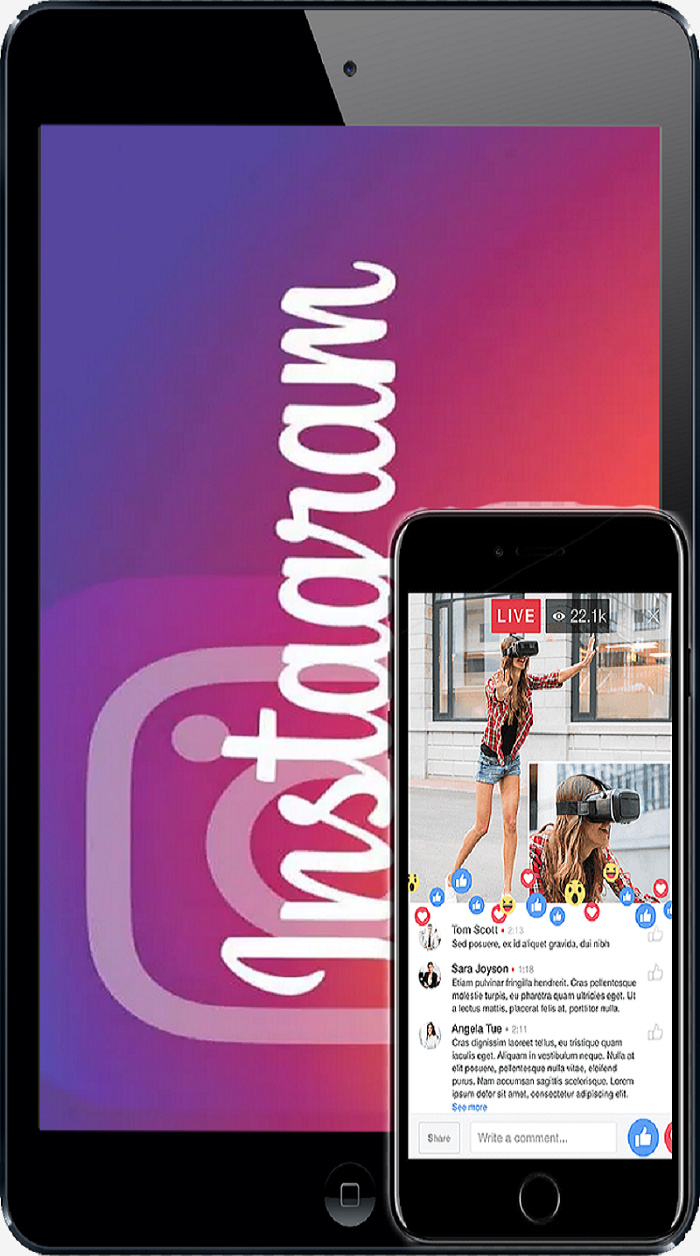 Instagram
LIVE 22.1k
Tom Scott • 2:13
Sed posuere, ex id aliquet gravida, dui nibh
Sara Joyson • 1:18
Etiam pulvinar fringilla hendrerit. Cras pellentesque
molestie turpis, eu pharetra quam ultricies eget. Ut
a lectus mattis, placerat felis at, porttitor nulla.
Angela Tue • 2:11
Cras dignissim laoreet tellus, eu tristique quam
iaculis eget. Aliquam in vestibulum neque. Nulla at
elit posuere, pellentesque nulla vitae, eleifend
purus. Nam accumsan sagittis scelerisque. Lorem
ipsum dolor sit amet, consectetur adipiscing elit.
See more
Share Write a comment...